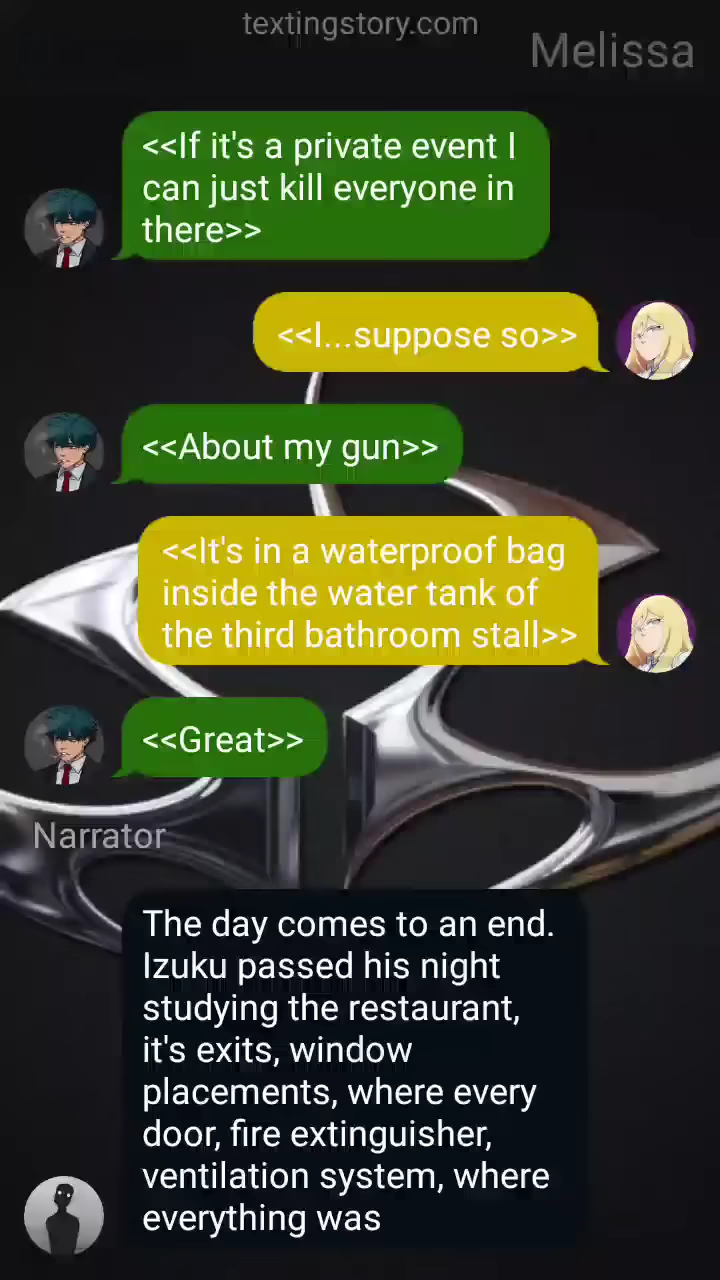 textingstory.com
Melissa
<<If it's a private event I
can just kill everyone in
there>>
<<I...suppose so>>
<<About my gun>>
<<It's in a waterproof bag
inside the water tank of
the third bathroom stall>>
<<Great>>
Narrator
The day comes to an end.
Izuku passed his night
studying the restaurant,
it's exits, window
placements, where every
door, fire extinguisher,
ventilation system, where
everything was